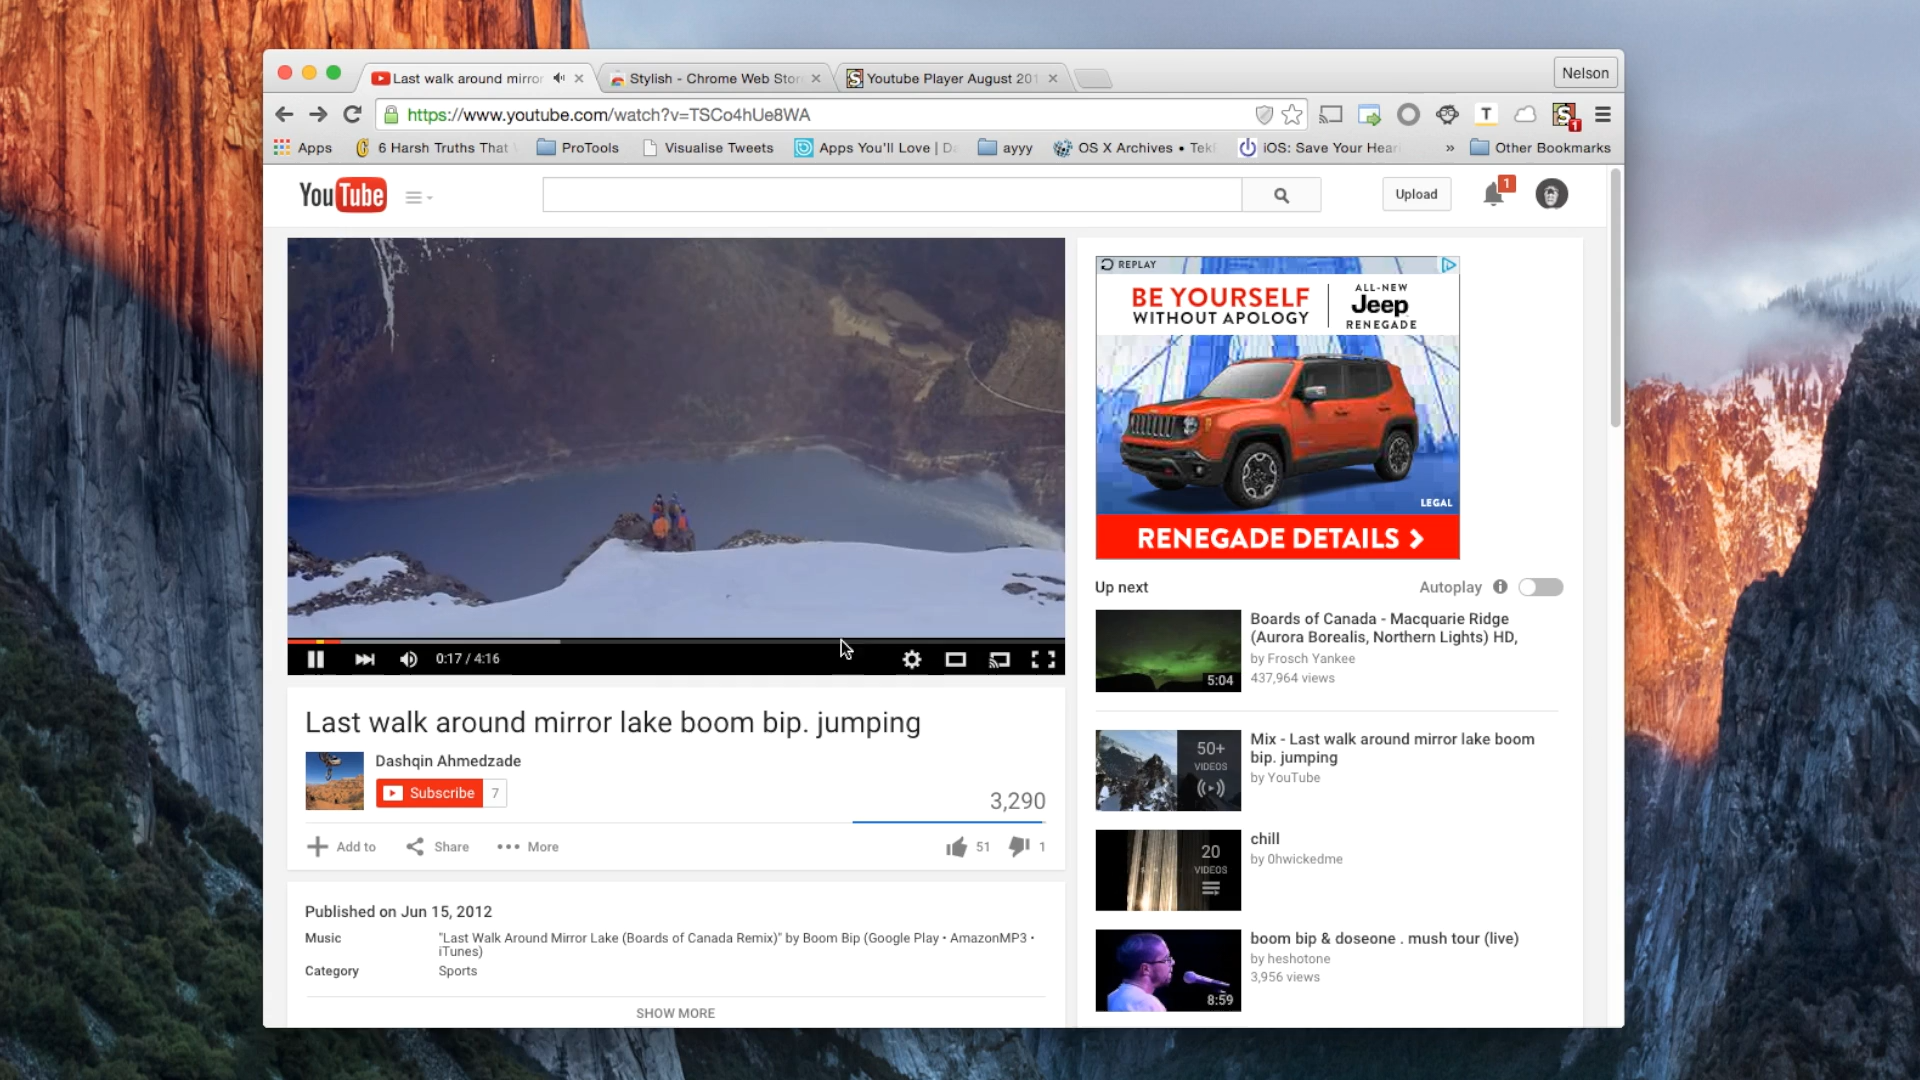 Last walk around mirror
Stylish - Chrome Web Stor
Youtube Player August 201
Nelson
https://www.youtube.com/watch?v=TSCo4hUe8WA
T
S
1
Apps
6 Harsh Truths That
ProTools
Visualise Tweets
Apps You'll Love | D
ayyy
OS X Archives • Tek
iOS: Save Your Hear
»
Other Bookmarks
YouTube
Upload
1
REPLAY
BE YOURSELF
WITHOUT APOLOGY
ALL-NEW
Jeep
RENEGADE
LEGAL
RENEGADE DETAILS >
0:17 / 4:16
Up next
Autoplay
Boards of Canada - Macquarie Ridge
(Aurora Borealis, Northern Lights) HD,
by Frosch Yankee
437,964 views
5:04
Last walk around mirror lake boom bip. jumping
Dashqin Ahmedzade
Subscribe 7
3,290
Add to
Share
More
51
1
Mix - Last walk around mirror lake boom
bip. jumping
by YouTube
50+
VIDEOS
chill
by 0hwickedme
20
VIDEOS
Published on Jun 15, 2012
Music
"Last Walk Around Mirror Lake (Boards of Canada Remix)" by Boom Bip (Google Play • AmazonMP3 •
iTunes)
Category
Sports
SHOW MORE
boom bip & doseone . mush tour (live)
by heshotone
3,956 views
8:59